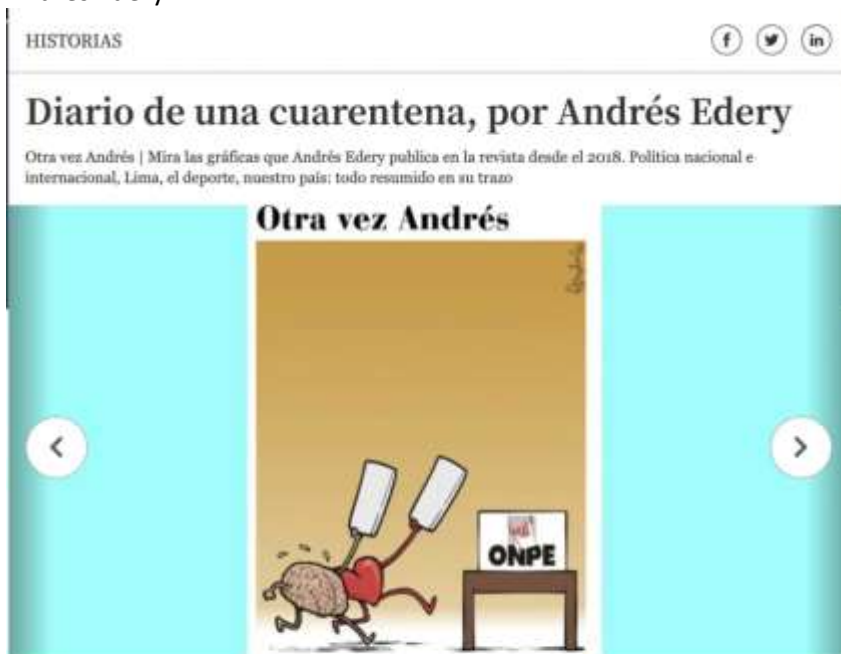 HISTORIAS
Diario de una cuarentena, por Andrés Edery
Otra vez Andrés | Mira las gráficas que Andrés Edery publica en la revista desde el 2018. Política nacional e
internacional, Lima, el deporte, nuestro país: todo resumido en su trazo
Otra vez Andrés
ONPE